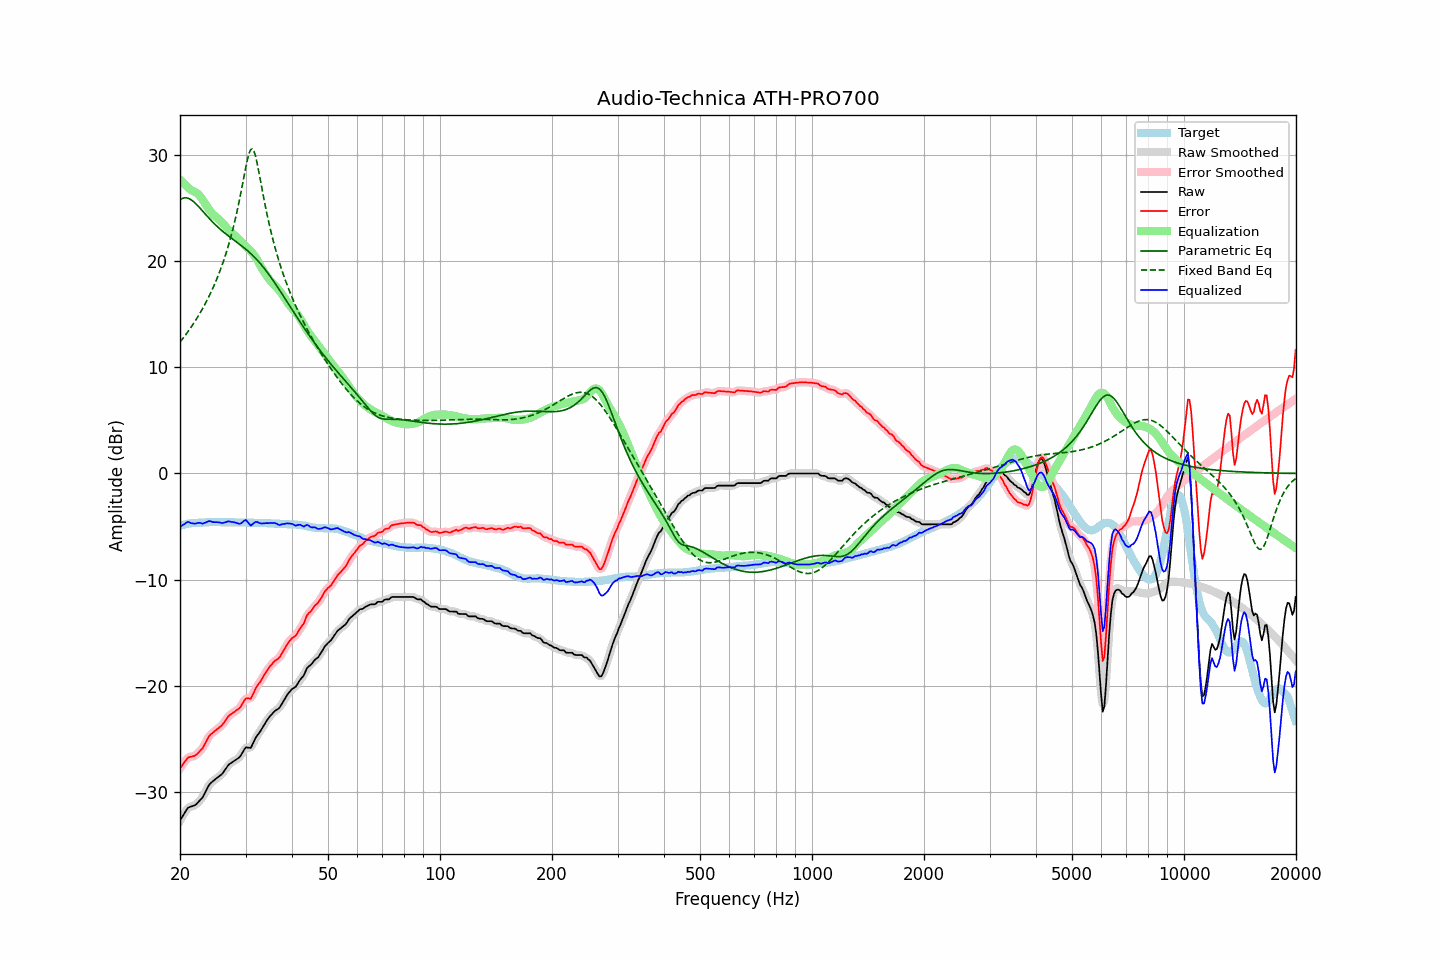 Audio-Technica ATH-PRO700
Target
Raw Smoothed
Error Smoothed
Raw
Error
Equalization
Parametric Eq
Fixed Band Eq
Equalized
30
20
10
0
−10
−20
−30
Amplitude (dBr)
20 50 100 200 500 1000 2000 5000 10000 20000
Frequency (Hz)